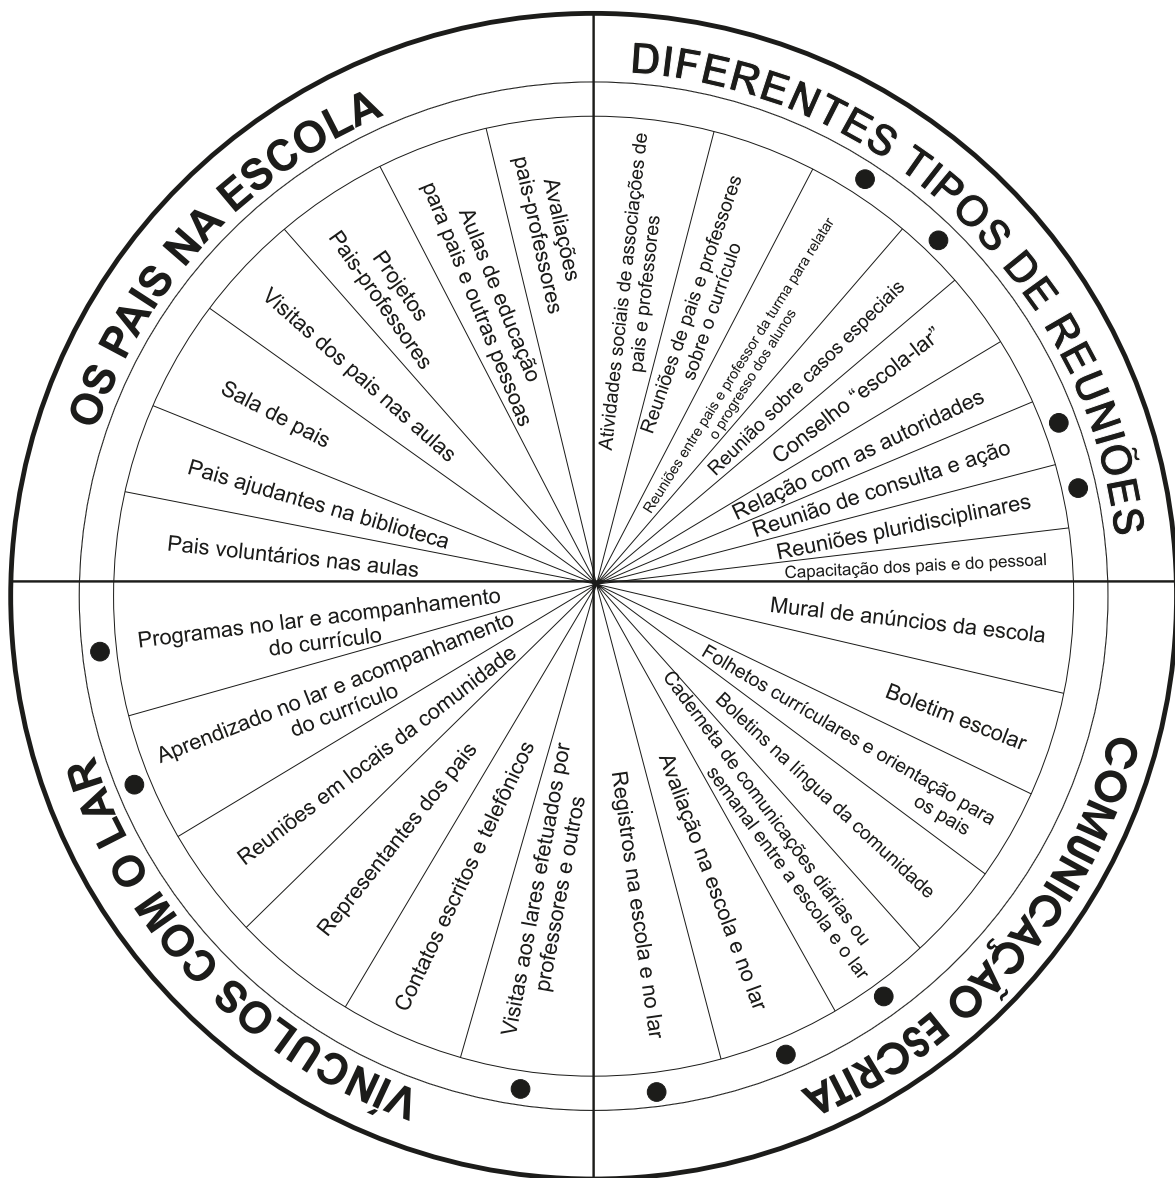 DIFERENTES TIPOS DE REUNIÕES
Atividades sociais de associações de
pais e professores
Reuniões de pais e professores
sobre o currículo
Reuniões entre pais e professor da turma para relatar
o progresso dos alunos
Reunião sobre casos especiais
Conselho “escola-lar”
Relação com as autoridades
Reunião de consulta e ação
Reuniões pluridisciplinares
Capacitação dos pais e do pessoal
COMUNICAÇÃO ESCRITA
Mural de anúncios da escola
Boletim escolar
Folhetos currículares e orientação para
os pais
Boletins na língua da comunidade
Caderneta de comunicações diárias ou
semanal entre a escola e o lar
Avaliação na escola e no lar
Registros na escola e no lar
VÍNCULOS COM O LAR
Visitas aos lares efetuados por
professores e outros
Contatos escritos e telefônicos
Representantes dos pais
Reuniões em locais da comunidade
Aprendizado no lar e acompanhamento
do currículo
Programas no lar e acompanhamento
do currículo
OS PAIS NA ESCOLA
Pais voluntários nas aulas
Pais ajudantes na biblioteca
Sala de pais
Visitas dos pais nas aulas
Projetos
Pais-professores
Aulas de educação
para pais e outras pessoas
Avaliações
pais-professores